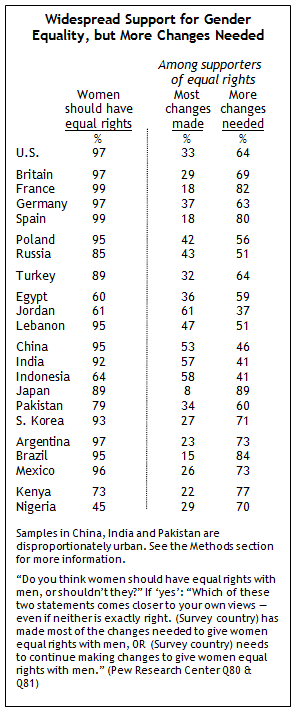 Widespread Support for Gender
Equality, but More Changes Needed
Among supporters
of equal rights
Women Most More
should have changes changes
equal rights made needed
% % %
U.S. 97 33 64
Britain 97 29 69
France 99 18 82
Germany 97 37 63
Spain 99 18 80
Poland 95 42 56
Russia 85 43 51
Turkey 89 32 64
Egypt 60 36 59
Jordan 61 61 37
Lebanon 95 47 51
China 95 53 46
India 92 57 41
Indonesia 64 58 41
Japan 89 8 89
Pakistan 79 34 60
S. Korea 93 27 71
Argentina 97 23 73
Brazil 95 15 84
Mexico 96 26 73
Kenya 73 22 77
Nigeria 45 29 70
Samples in China, India and Pakistan are
disproportionately urban. See the Methods section
for more information.
“Do you think women should have equal rights with
men, or shouldn’t they?” If ‘yes’: “Which of these
two statements comes closer to your own views —
even if neither is exactly right. (Survey country) has
made most of the changes needed to give women
equal rights with men, OR (Survey country) needs
to continue making changes to give women equal
rights with men.” (Pew Research Center Q80 &
Q81)